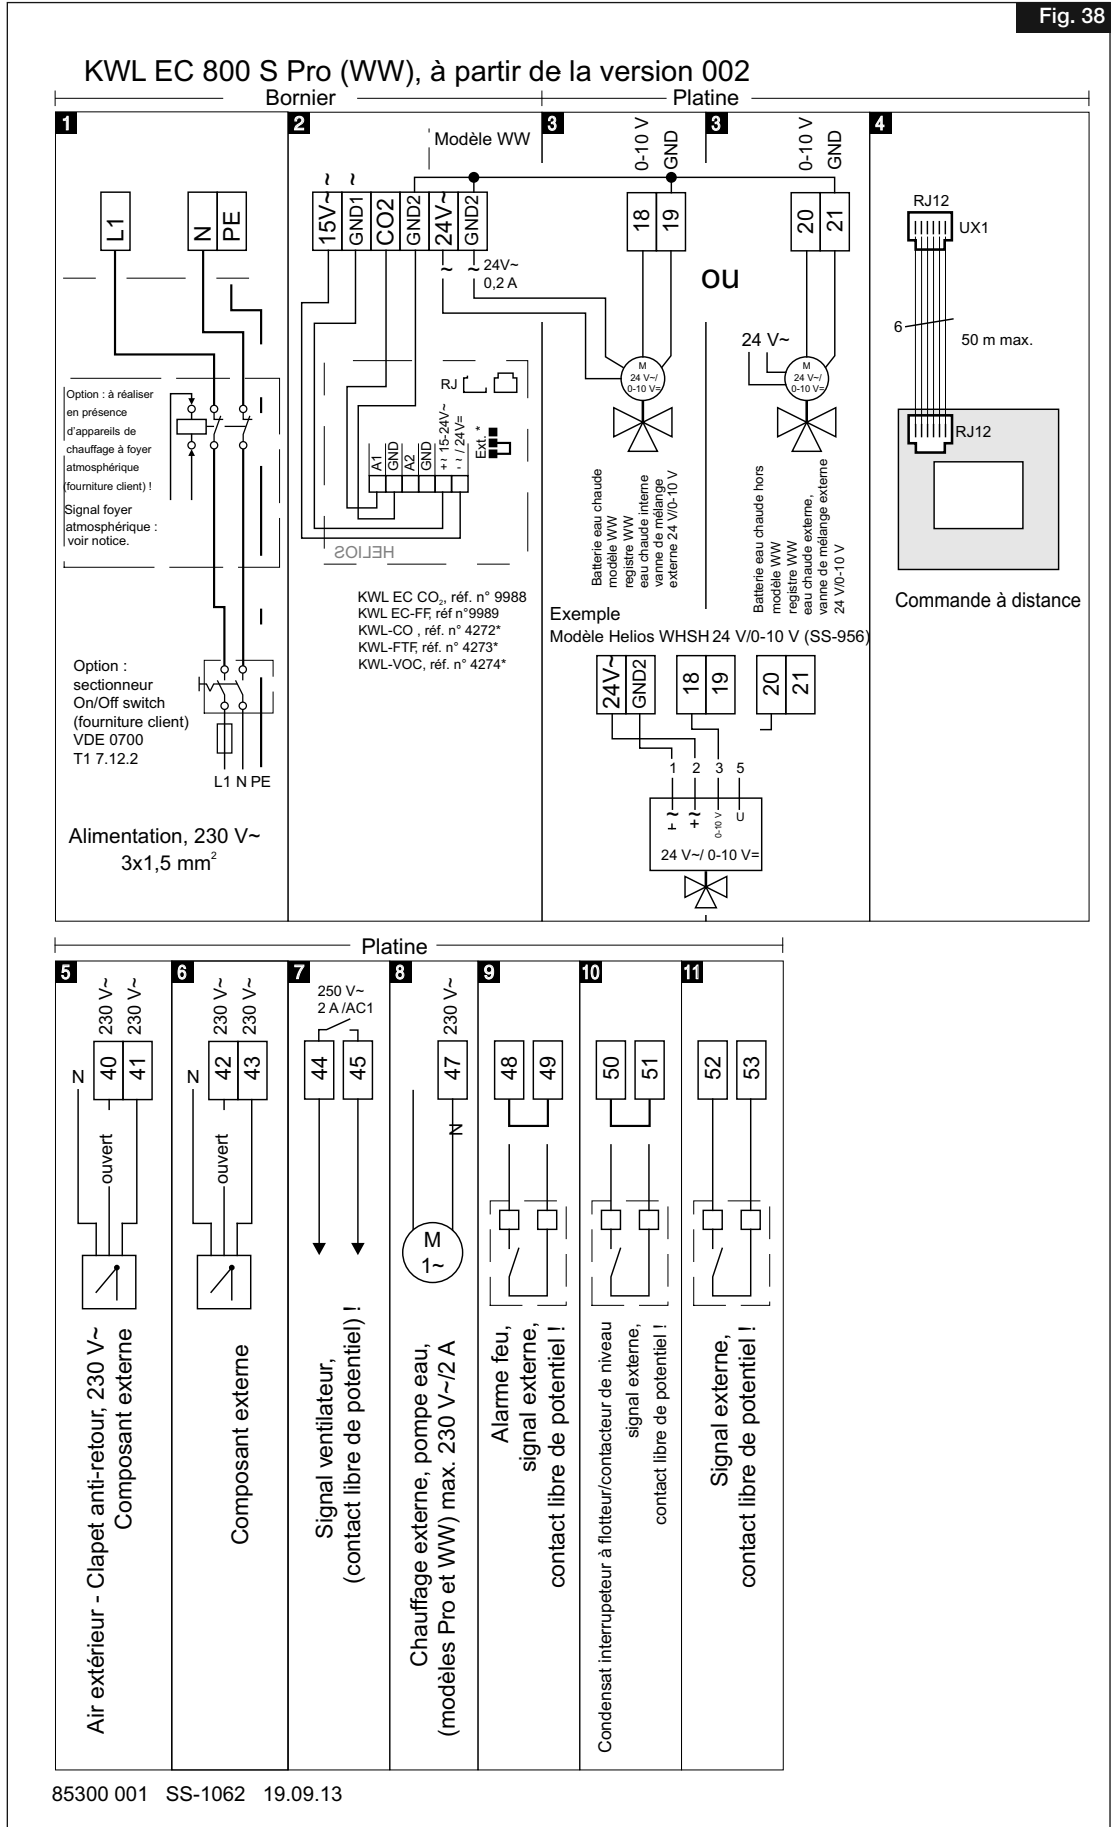 Fig. 38
KWL EC 800 S Pro (WW), à partir de la version 002
Bornier
Platine
1
L1
N
PE
Option : à réaliser
en présence
d'appareils de
chauffage à foyer
atmosphérique
(fourniture client) !
Signal foyer
atmosphérique :
voir notice.
Option :
sectionneur
On/Off switch
(fourniture client)
VDE 0700
T1 7.12.2
L1 N PE
Alimentation, 230 V~
3x1,5 mm²
2
Modèle WW
~
~
15V~
GND1
CO2
GND2
24V~
GND2
~
~
24V~
0,2 A
RJ
A1
GND
A2
GND
+ ~ 15-24V~
- ~ / 24V=
Ext. *
HELIOS
KWL EC CO₂, réf. n° 9988
KWL EC-FF, réf n°9989
KWL-CO , réf. n° 4272*
KWL-FTF, réf. n° 4273*
KWL-VOC, réf. n° 4274*
3
0-10 V
GND
18
19
M
24 V~/
0-10 V=
Batterie eau chaude
modèle WW
registre WW
eau chaude interne
vanne de mélange
externe 24 V/0-10 V
ou
3
0-10 V
GND
20
21
24 V~
M
24 V~/
0-10 V=
Batterie eau chaude hors
modèle WW
registre WW
eau chaude externe,
vanne de mélange externe
24 V/0-10 V
Exemple
Modèle Helios WHSH 24 V/0-10 V (SS-956)
24V~
GND2
18
19
20
21
1
2
3
5
- ~
+ ~
0-10 V
U
24 V~/ 0-10 V=
4
RJ12
UX1
6
50 m max.
RJ12
Commande à distance
Platine
5
230 V~
230 V~
N
40
41
ouvert
Air extérieur - Clapet anti-retour, 230 V~
Composant externe
6
230 V~
230 V~
N
42
43
ouvert
Composant externe
7
250 V~
2 A /AC1
44
45
Signal ventilateur,
(contact libre de potentiel) !
8
230 V~
47
N
M
1~
Chauffage externe, pompe eau,
(modèles Pro et WW) max. 230 V~/2 A
9
48
49
Alarme feu,
signal externe,
contact libre de potentiel !
10
50
51
Condensat interrupeteur à flotteur/contacteur de niveau
signal externe,
contact libre de potentiel !
11
52
53
Signal externe,
contact libre de potentiel !
85300 001 SS-1062 19.09.13